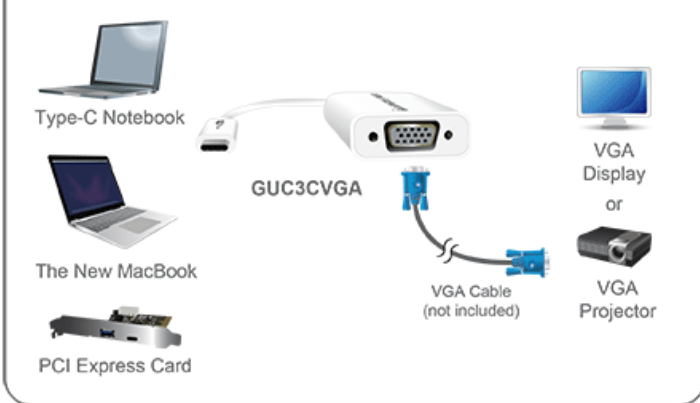 Type-C Notebook
The New MacBook
PCI Express Card
GUC3CVGA
VGA Cable
(not included)
VGA
Display
or
VGA
Projector